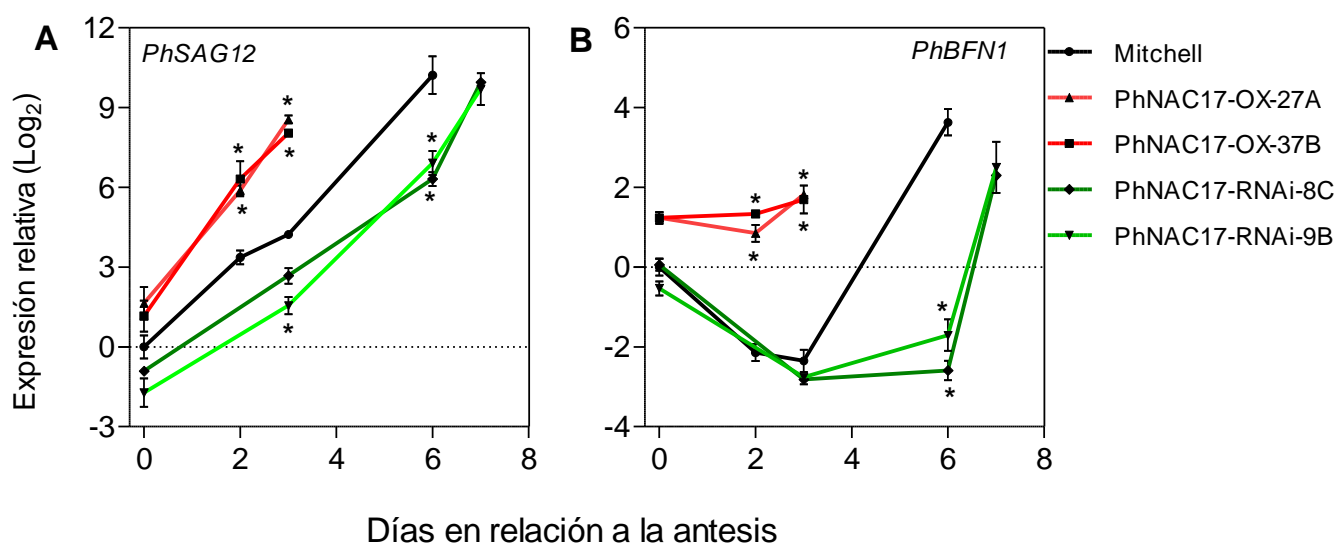 A
PhSAG12
B
PhBFN1
Mitchell
PhNAC17-OX-27A
PhNAC17-OX-37B
PhNAC17-RNAi-8C
PhNAC17-RNAi-9B
Expresión relativa (Log2)
12
9
6
3
0
-3
0 2 4 6 8
* * * * * * *
6
4
2
0
-2
-4
0 2 4 6 8
* * * * * *
Días en relación a la antesis